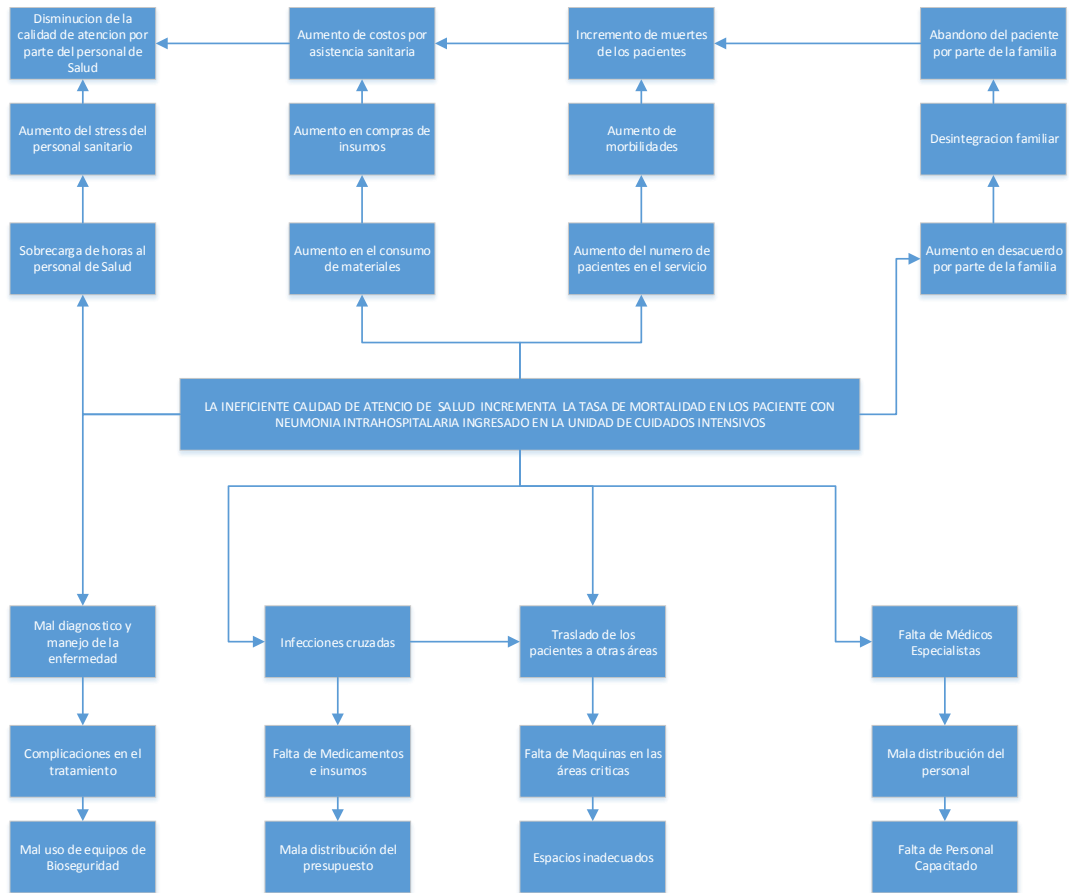 Disminucion de la
calidad de atencion por
parte del personal de
Salud
Aumento de costos por
asistencia sanitaria
Incremento de muertes
de los pacientes
Abandono del paciente
por parte de la familia
Aumento del stress del
personal sanitario
Aumento en compras de
insumos
Aumento de
morbilidades
Desintegracion familiar
Sobrecarga de horas al
personal de Salud
Aumento en el consumo
de materiales
Aumento del numero de
pacientes en el servicio
Aumento en desacuerdo
por parte de la familia
LA INEFICIENTE CALIDAD DE ATENCIO DE SALUD INCREMENTA LA TASA DE MORTALIDAD EN LOS PACIENTE CON
NEUMONIA INTRAHOSPITALARIA INGRESADO EN LA UNIDAD DE CUIDADOS INTENSIVOS
Mal diagnostico y
manejo de la
enfermedad
Infecciones cruzadas
Traslado de los
pacientes a otras áreas
Falta de Médicos
Especialistas
Complicaciones en el
tratamiento
Falta de Medicamentos
e insumos
Falta de Maquinas en las
áreas criticas
Mala distribución del
personal
Mal uso de equipos de
Bioseguridad
Mala distribución del
presupuesto
Espacios inadecuados
Falta de Personal
Capacitado